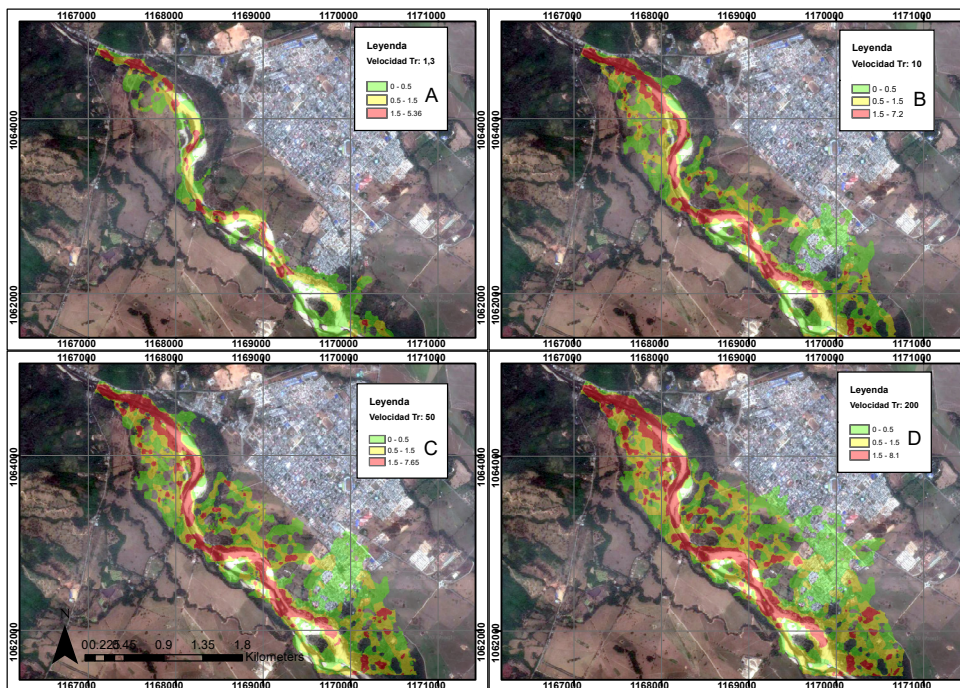 1167000 1168000 1169000 1170000 1171000
1064000
1062000
Leyenda
Velocidad Tr: 1,3
0 - 0.5
0.5 - 1.5
1.5 - 5.36
A
1167000 1168000 1169000 1170000 1171000
1064000
1062000
Leyenda
Velocidad Tr: 10
0 - 0.5
0.5 - 1.5
1.5 - 7.2
B
1167000 1168000 1169000 1170000 1171000
1064000
1062000
Leyenda
Velocidad Tr: 50
0 - 0.5
0.5 - 1.5
1.5 - 7.65
C
N
00.2250.45 0.9 1.35 1.8
Kilometers
1167000 1168000 1169000 1170000 1171000
1167000 1168000 1169000 1170000 1171000
1064000
1062000
Leyenda
Velocidad Tr: 200
0 - 0.5
0.5 - 1.5
1.5 - 8.1
D
1167000 1168000 1169000 1170000 1171000